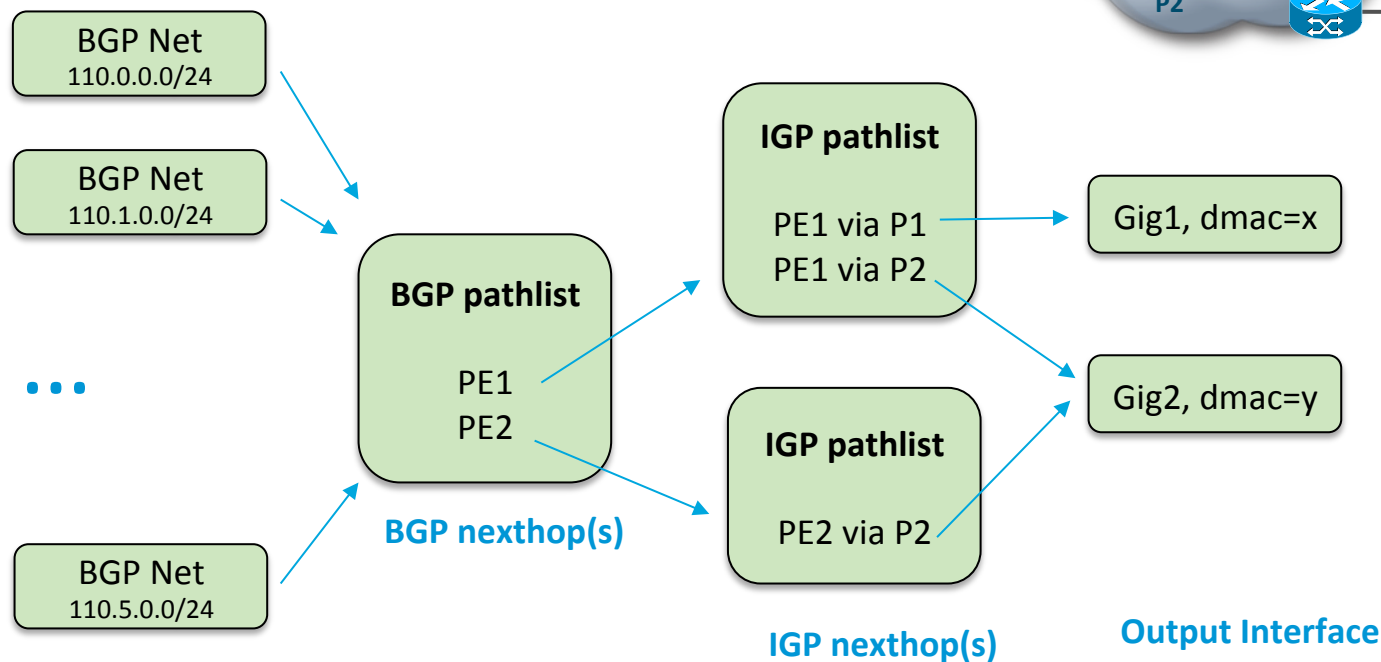 P2
BGP Net
110.0.0.0/24
BGP Net
110.1.0.0/24
...
BGP Net
110.5.0.0/24
BGP pathlist
PE1
PE2
BGP nexthop(s)
IGP pathlist
PE1 via P1
PE1 via P2
IGP pathlist
PE2 via P2
IGP nexthop(s)
Gig1, dmac=x
Gig2, dmac=y
Output Interface